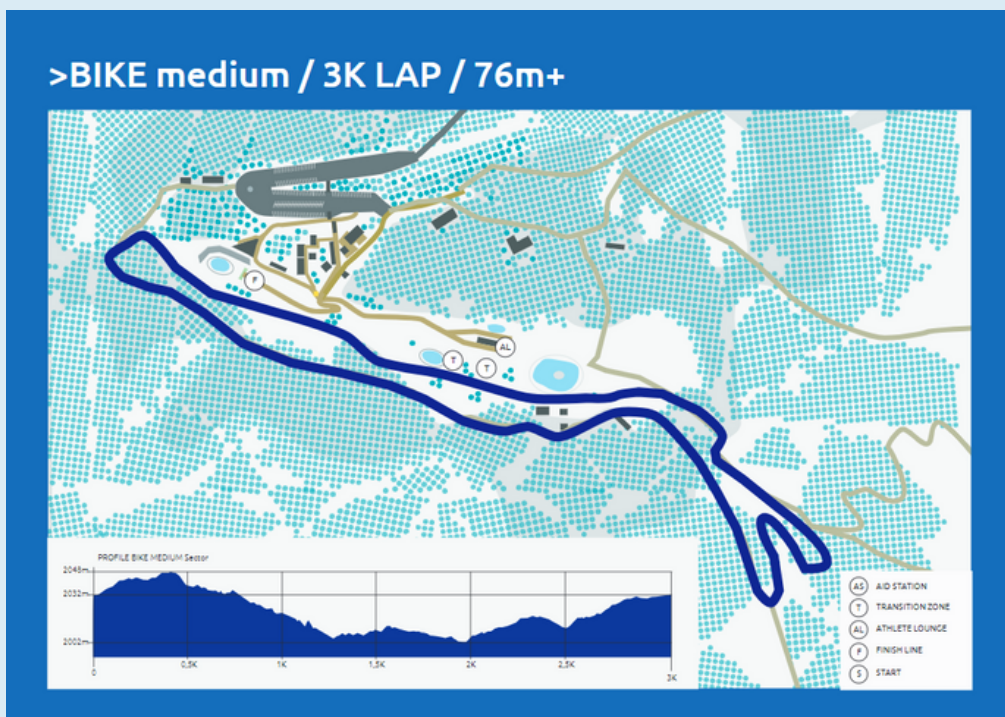 >BIKE medium / 3K LAP / 76m+
F
AL
T
T
PROFILE BIKE MEDIUM Sector
2045m
2032m
2002m
0
0,5K
1K
1,5K
2K
2,5K
3K
AS AID STATION
T TRANSITION ZONE
AL ATHLETE LOUNGE
F FINISH LINE
S START